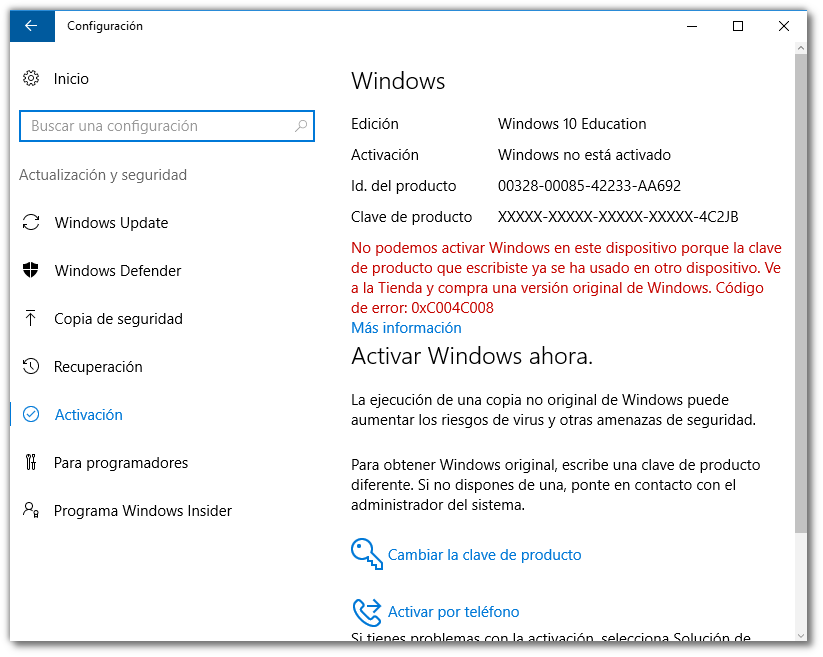 Configuración
Inicio
Buscar una configuración
Actualización y seguridad
Windows Update
Windows Defender
Copia de seguridad
Recuperación
Activación
Para programadores
Programa Windows Insider
Windows
Edición Windows 10 Education
Activación Windows no está activado
Id. del producto 00328-00085-42233-AA692
Clave de producto XXXXX-XXXXX-XXXXX-XXXXX-4C2JB
No podemos activar Windows en este dispositivo porque la clave
de producto que escribiste ya se ha usado en otro dispositivo. Ve
a la Tienda y compra una versión original de Windows. Código
de error: 0xC004C008
Más información
Activar Windows ahora.
La ejecución de una copia no original de Windows puede
aumentar los riesgos de virus y otras amenazas de seguridad.
Para obtener Windows original, escribe una clave de producto
diferente. Si no dispones de una, ponte en contacto con el
administrador del sistema.
Cambiar la clave de producto
Activar por teléfono
Si tienes problemas con la activación, selecciona Solución de